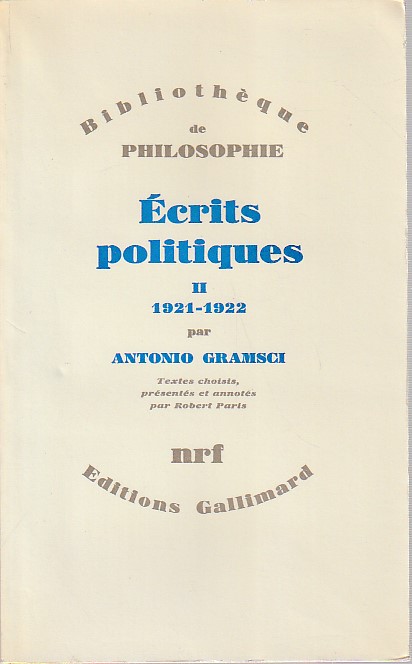 Bibliothèque
de
PHILOSOPHIE
Écrits
politiques
II
1921-1922
par
ANTONIO GRAMSCI
Textes choisis,
présentés et annotés
par Robert Paris
nrf
Editions Gallimard